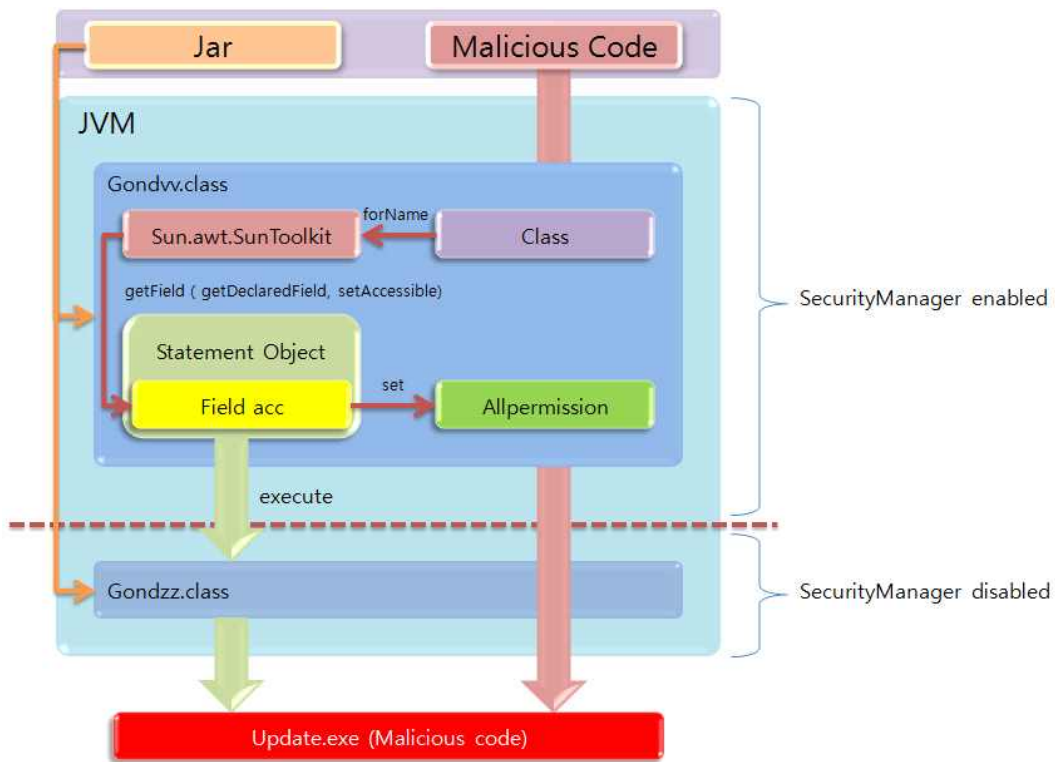 Jar
Malicious Code
JVM
Gondvv.class
forName
Sun.awt.SunToolkit
Class
getField ( getDeclaredField, setAccessible)
SecurityManager enabled
Statement Object
set
Field acc
Allpermission
execute
Gondzz.class
SecurityManager disabled
Update.exe (Malicious code)